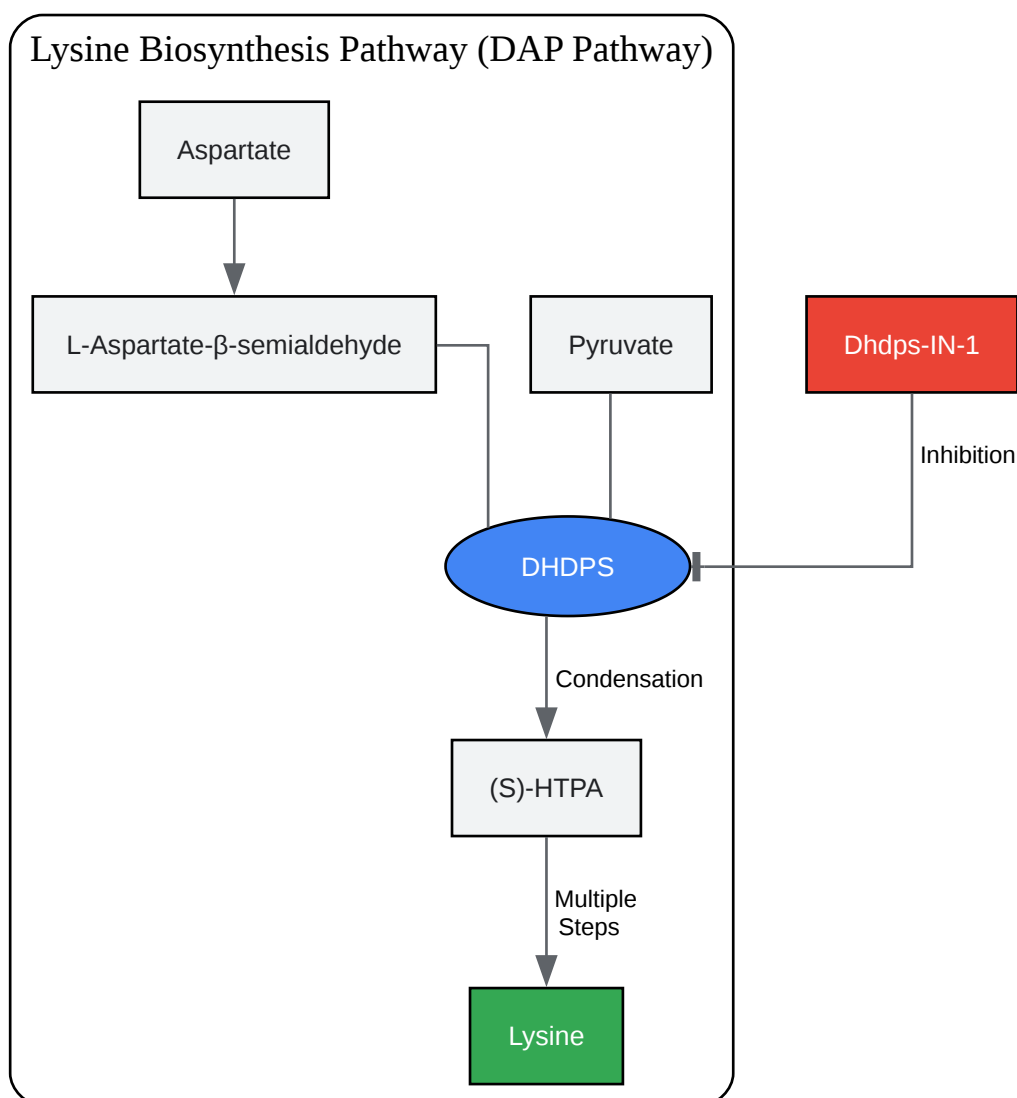 Lysine Biosynthesis Pathway (DAP Pathway)
Aspartate
L-Aspartate-β-semialdehyde
Pyruvate
Dhdps-IN-1
Inhibition
DHDPS
Condensation
(S)-HTPA
Multiple
Steps
Lysine